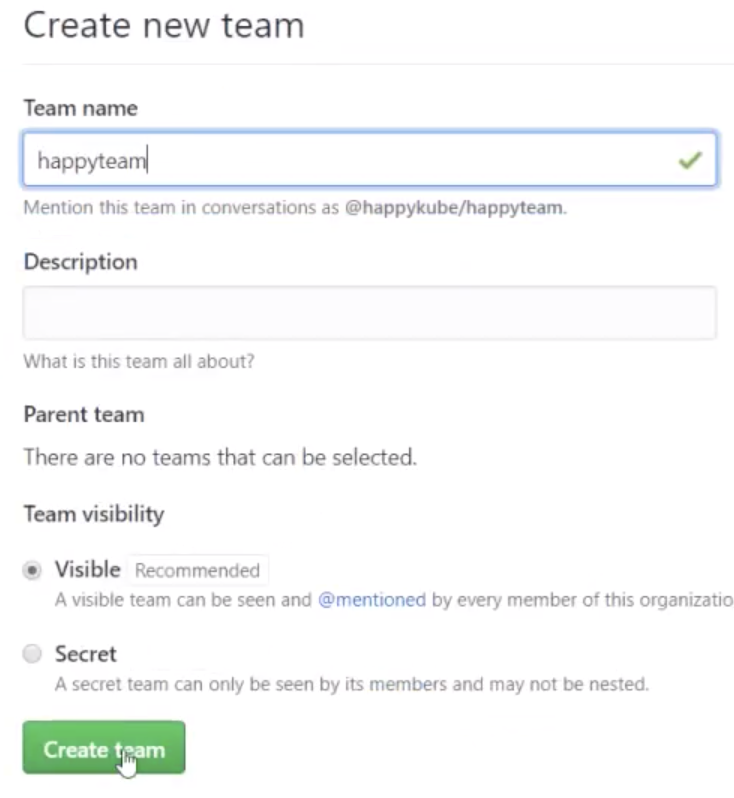 Create new team
Team name
happyteam
Mention this team in conversations as @happykube/happyteam.
Description
What is this team all about?
Parent team
There are no teams that can be selected.
Team visibility
Visible Recommended
A visible team can be seen and @mentioned by every member of this organizatio
Secret
A secret team can only be seen by its members and may not be nested.
Create team